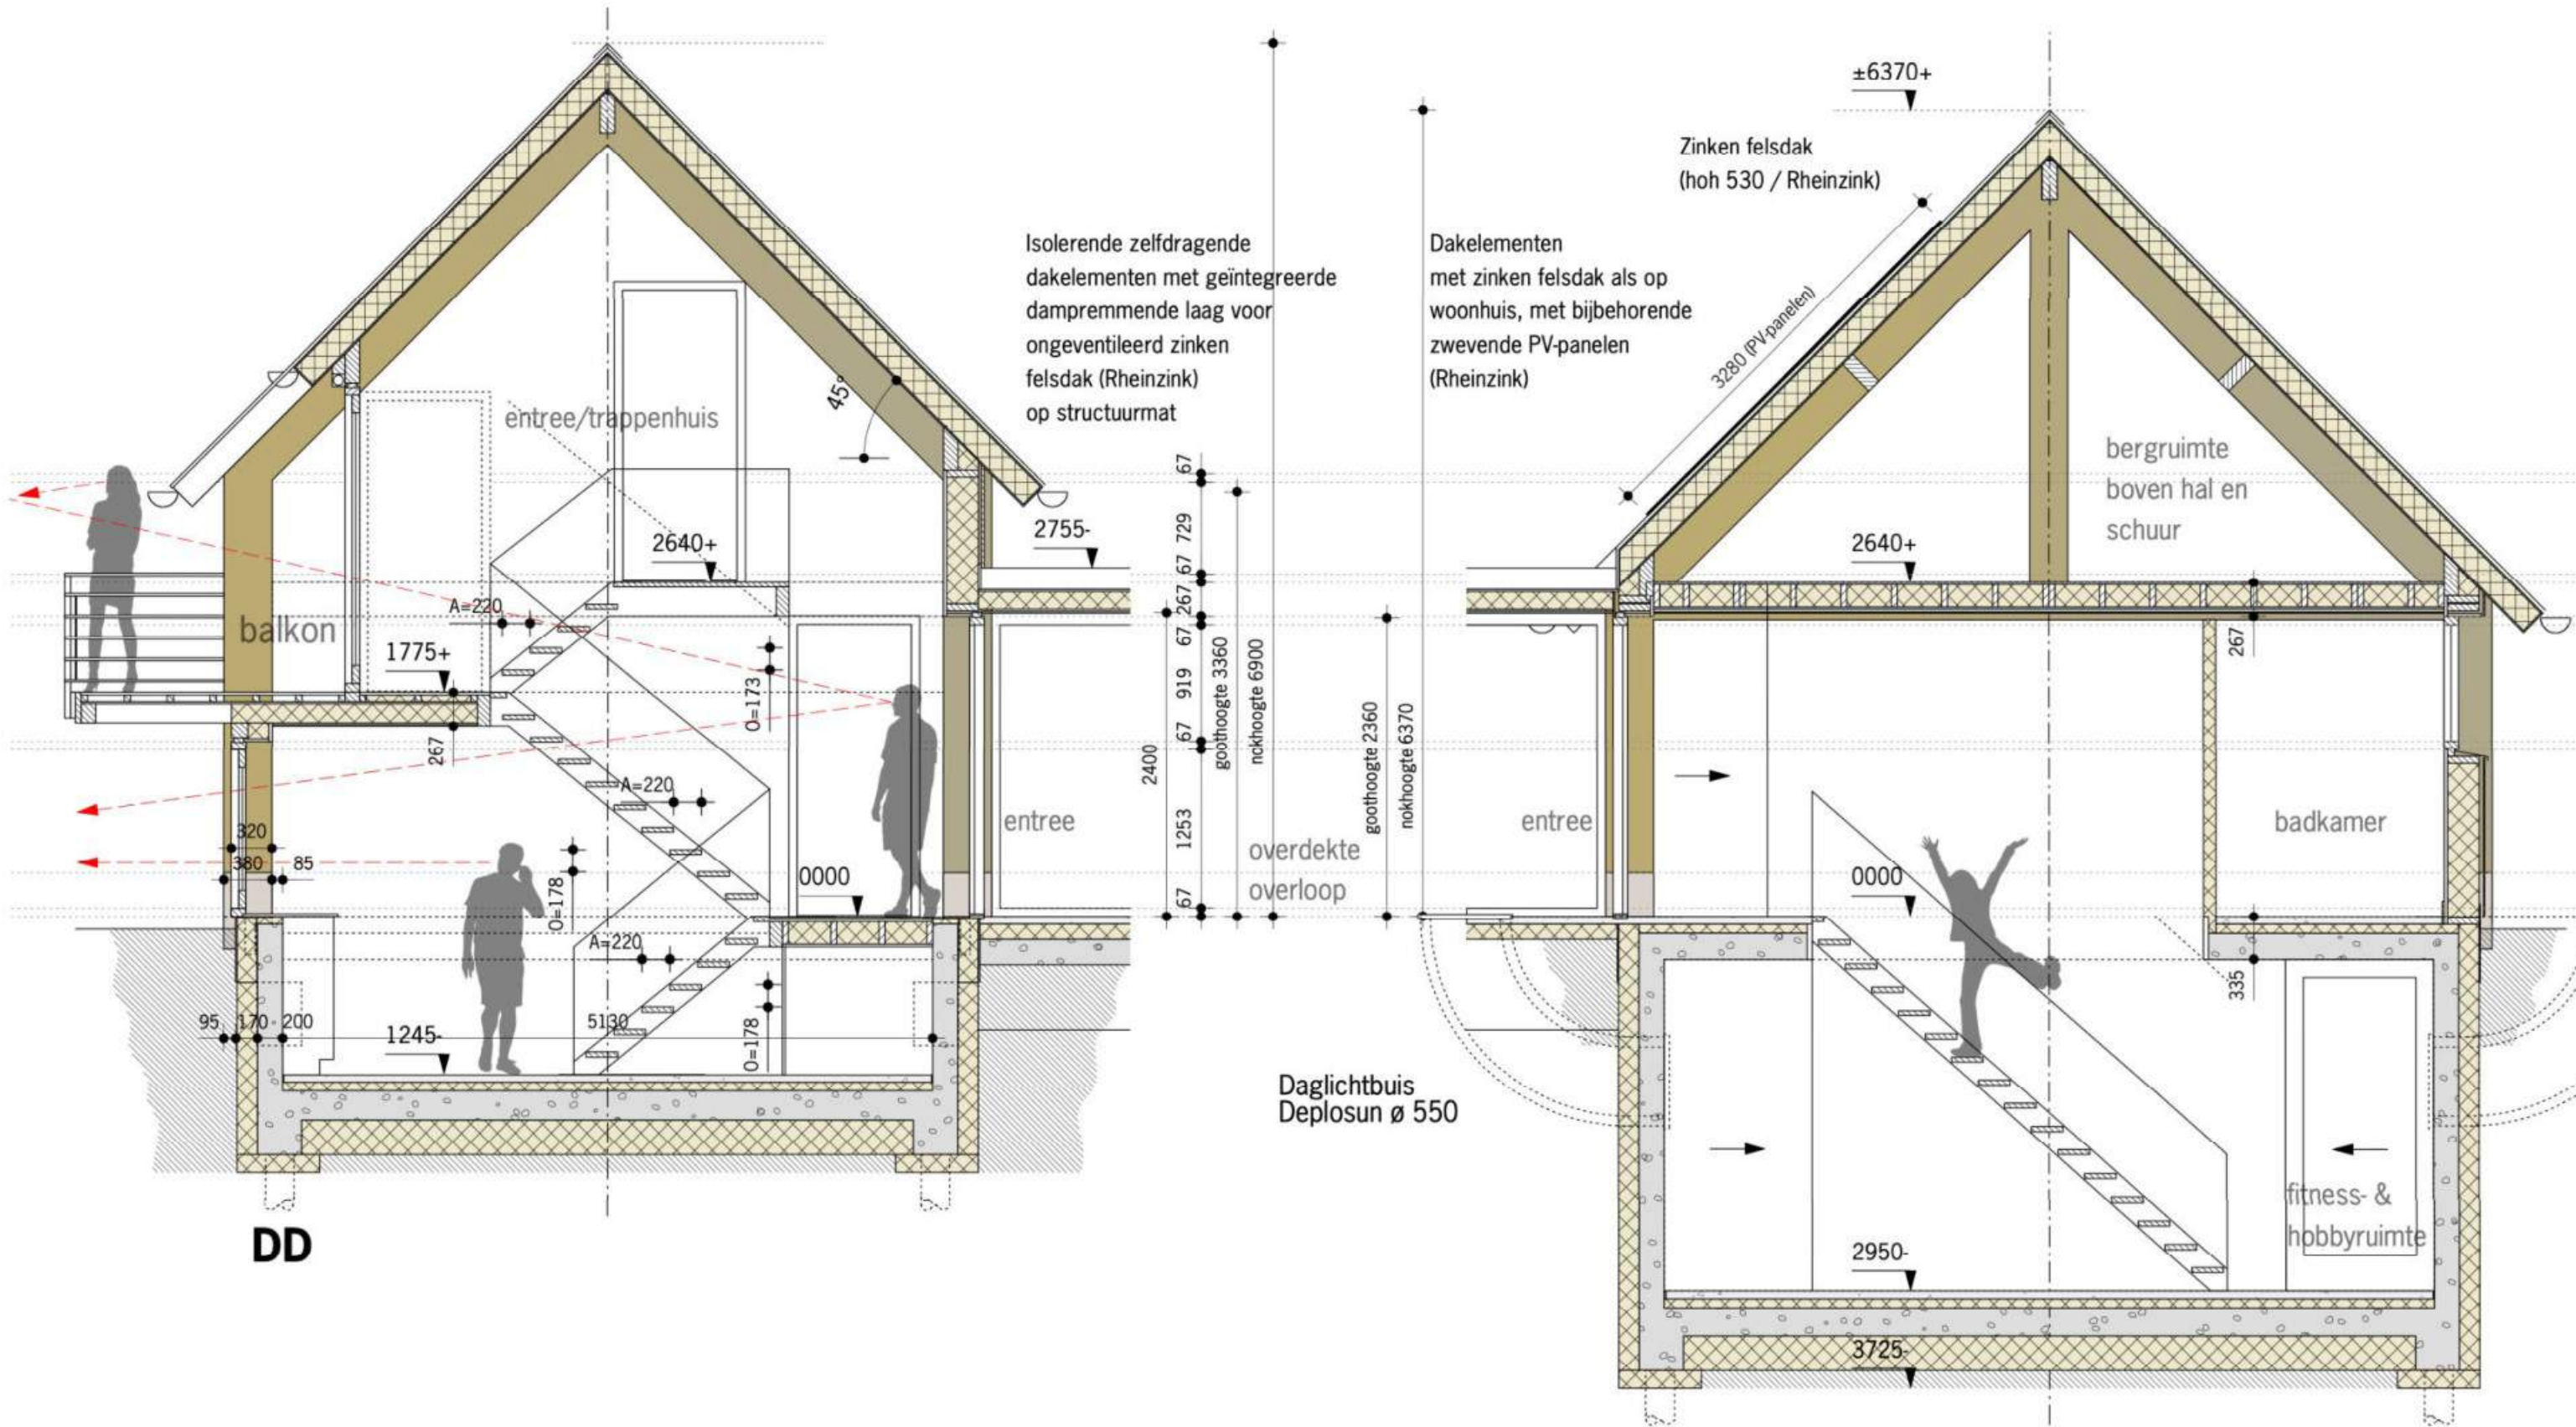 ±6370+
Zinken felsdak
(hoh 530 / Rheinzink)
Isolerende zelfdragende
dakelementen met geïntegreerde
dampremmende laag voor
ongeventileerd zinken
felsdak (Rheinzink)
op structuurmat
Dakelementen
met zinken felsdak als op
woonhuis, met bijbehorende
zwevende PV-panelen
(Rheinzink)
3280 (PV-panelen)
45°
entree/trappenhuis
bergruimte
boven hal en
schuur
2640+
2755-
2640+
balkon
A=220
1775+
267
O=173
A=220
320
380
85
O=178
0000
A=220
95
170
200
1245-
5130
O=178
entree
67
729
67
267
67
919
67
1253
67
2400
goothoogte 3360
nokhoogte 6900
overdekte
overloop
goothoogte 2360
nokhoogte 6370
entree
267
badkamer
0000
335
Daglichtbuis
Deplosun ø 550
fitness- &
hobbyruimte
2950-
3725-
DD